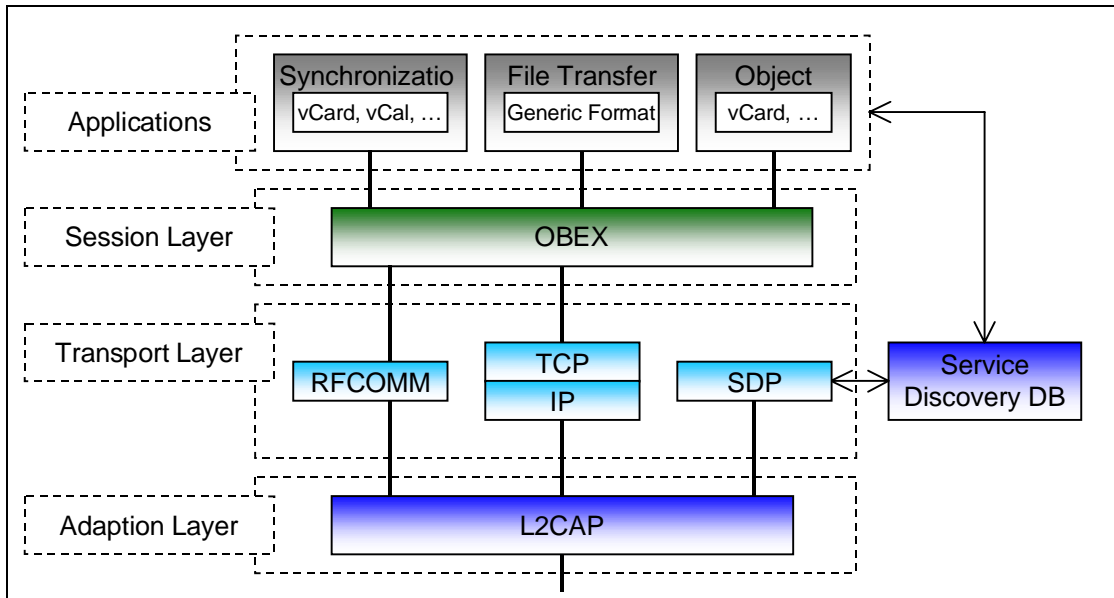 Synchronizatio
File Transfer
Object
vCard, vCal, …
Generic Format
vCard, …
Applications
Session Layer
OBEX
Transport Layer
RFCOMM
TCP
IP
SDP
Service
Discovery DB
Adaption Layer
L2CAP